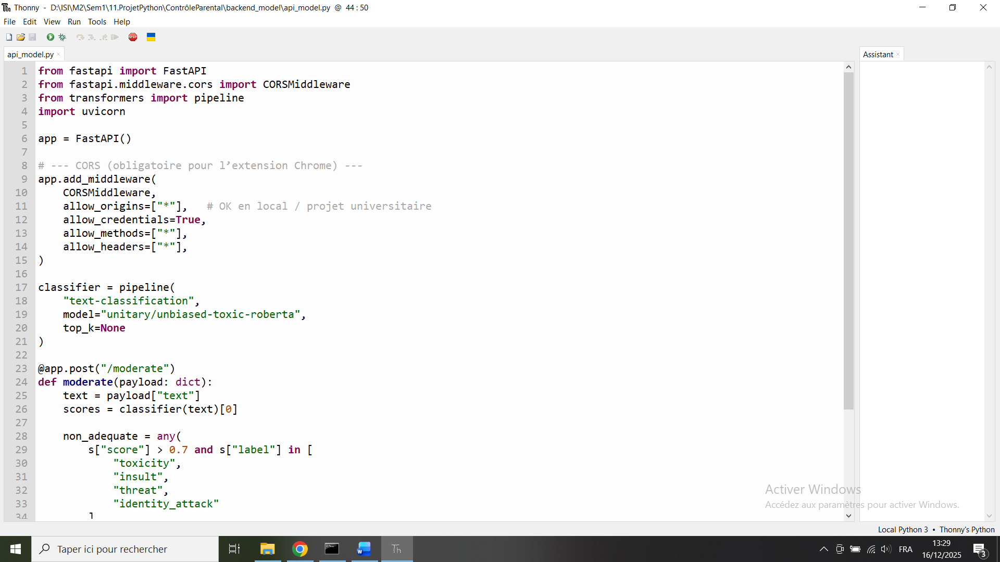 Thonny - D:\ISI\M2\Sem1\11.ProjetPython\ContrôleParental\backend_model\api_model.py @ 44 : 50
File Edit View Run Tools Help
STOP
api_model.py ×
Assistant ×
1 from fastapi import FastAPI
2 from fastapi.middleware.cors import CORSMiddleware
3 from transformers import pipeline
4 import uvicorn
5
6 app = FastAPI()
7
8 # --- CORS (obligatoire pour l’extension Chrome) ---
9 app.add_middleware(
10     CORSMiddleware,
11     allow_origins=["*"],   # OK en local / projet universitaire
12     allow_credentials=True,
13     allow_methods=["*"],
14     allow_headers=["*"],
15 )
16
17 classifier = pipeline(
18     "text-classification",
19     model="unitary/unbiased-toxic-roberta",
20     top_k=None
21 )
22
23 @app.post("/moderate")
24 def moderate(payload: dict):
25     text = payload["text"]
26     scores = classifier(text)[0]
27
28     non_adequate = any(
29         s["score"] > 0.7 and s["label"] in [
30             "toxicity",
31             "insult",
32             "threat",
33             "identity_attack"
34         ]
Activer Windows
Accédez aux paramètres pour activer Windows.
Local Python 3 • Thonny's Python
Taper ici pour rechercher
W
Th
FRA
13:29
16/12/2025
3